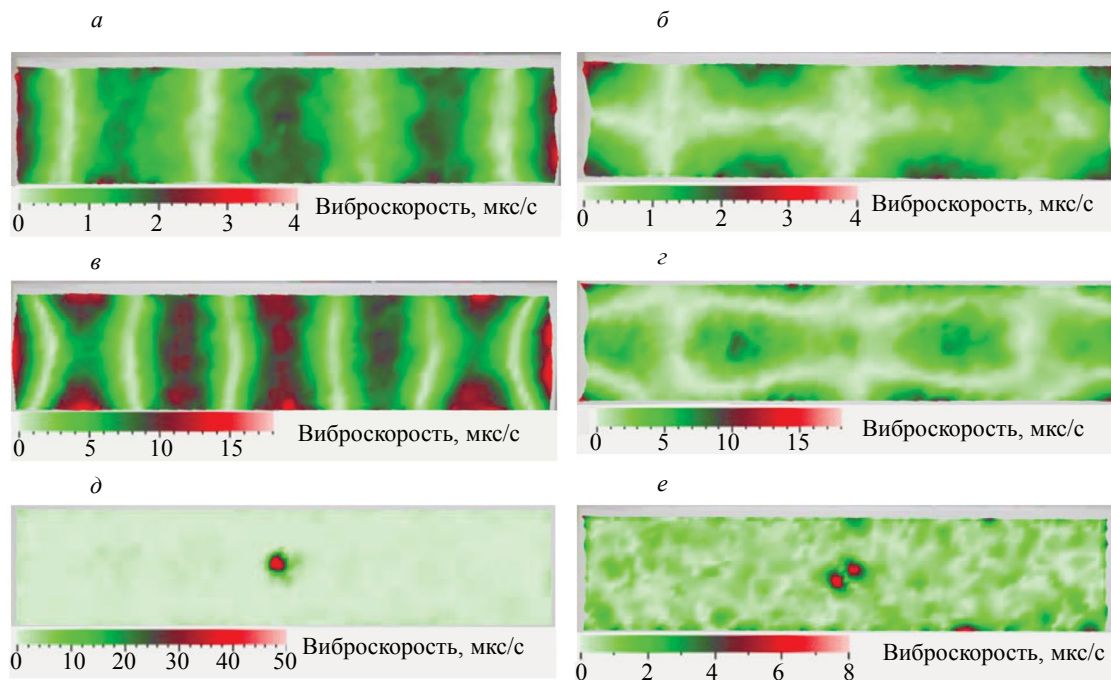 а
б
0 1 2 3 4 Виброскорость, мкс/с
1 2 3 4 Виброскорость, мкс/с
в
г
0 5 10 15 Виброскорость, мкс/с
0 5 10 15 Виброскорость, мкс/с
д
е
0 10 20 30 40 50 Виброскорость, мкс/с
0 2 4 6 8 Виброскорость, мкс/с